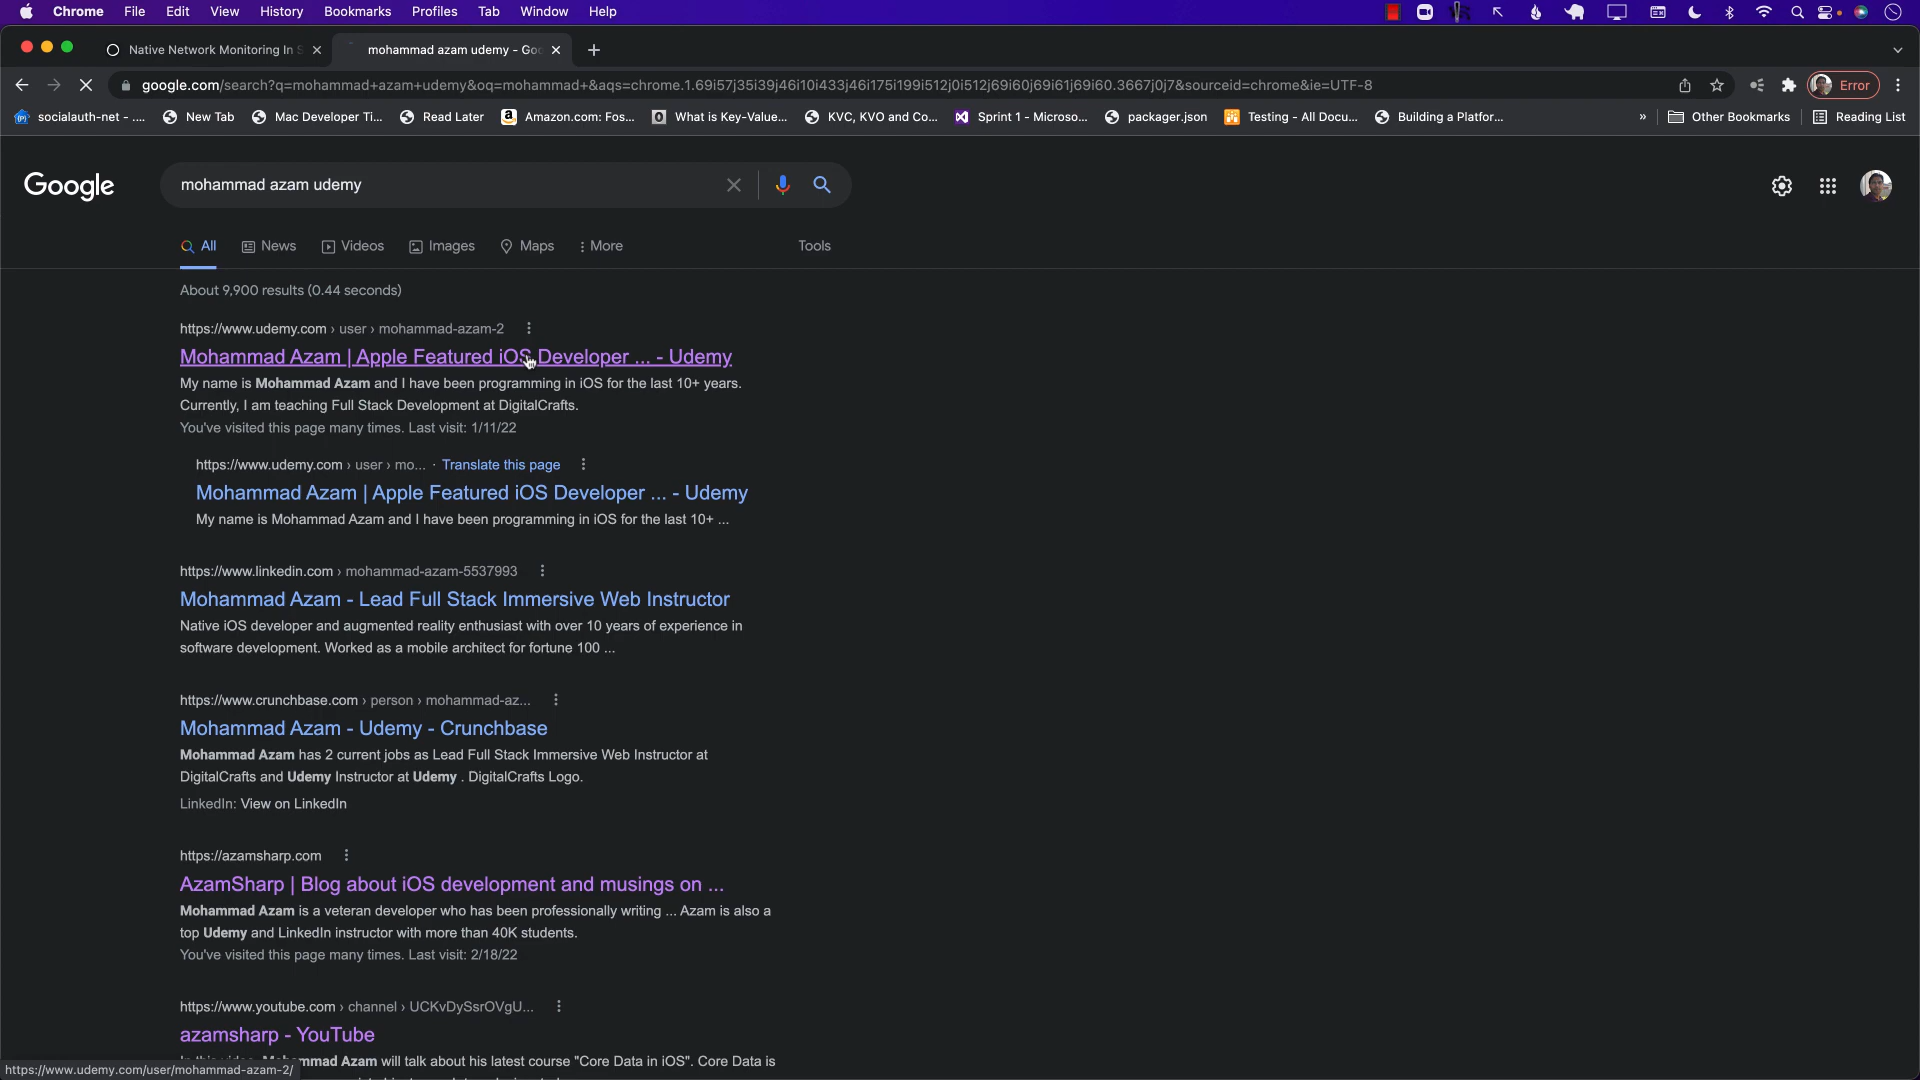 Chrome File Edit View History Bookmarks Profiles Tab Window Help
Native Network Monitoring In S
mohammad azam udemy - Goo
google.com/search?q=mohammad+azam+udemy&oq=mohammad+&aqs=chrome.1.69i57j35i39j46i10i433j46i175i199i512j0i512j69i60j69i61j69i60.3667j0j7&sourceid=chrome&ie=UTF-8
Error
socialauth-net - .... New Tab Mac Developer Ti... Read Later Amazon.com: Fos... What is Key-Value... KVC, KVO and Co... Sprint 1 - Microso... packager.json Testing - All Docu... Building a Platfor... » Other Bookmarks Reading List
Google
mohammad azam udemy
All News Videos Images Maps More Tools
About 9,900 results (0.44 seconds)
https://www.udemy.com › user › mohammad-azam-2
Mohammad Azam | Apple Featured iOS Developer ... - Udemy
My name is Mohammad Azam and I have been programming in iOS for the last 10+ years.
Currently, I am teaching Full Stack Development at DigitalCrafts.
You've visited this page many times. Last visit: 1/11/22
https://www.udemy.com › user › mo... · Translate this page
Mohammad Azam | Apple Featured iOS Developer ... - Udemy
My name is Mohammad Azam and I have been programming in iOS for the last 10+ ...
https://www.linkedin.com › mohammad-azam-5537993
Mohammad Azam - Lead Full Stack Immersive Web Instructor
Native iOS developer and augmented reality enthusiast with over 10 years of experience in
software development. Worked as a mobile architect for fortune 100 ...
https://www.crunchbase.com › person › mohammad-az...
Mohammad Azam - Udemy - Crunchbase
Mohammad Azam has 2 current jobs as Lead Full Stack Immersive Web Instructor at
DigitalCrafts and Udemy Instructor at Udemy . DigitalCrafts Logo.
LinkedIn: View on LinkedIn
https://azamsharp.com
AzamSharp | Blog about iOS development and musings on ...
Mohammad Azam is a veteran developer who has been professionally writing ... Azam is also a
top Udemy and LinkedIn instructor with more than 40K students.
You've visited this page many times. Last visit: 2/18/22
https://www.youtube.com › channel › UCKvDySsrOVgU...
azamsharp - YouTube
Mohammad Azam will talk about his latest course "Core Data in iOS". Core Data is
https://www.udemy.com/user/mohammad-azam-2/